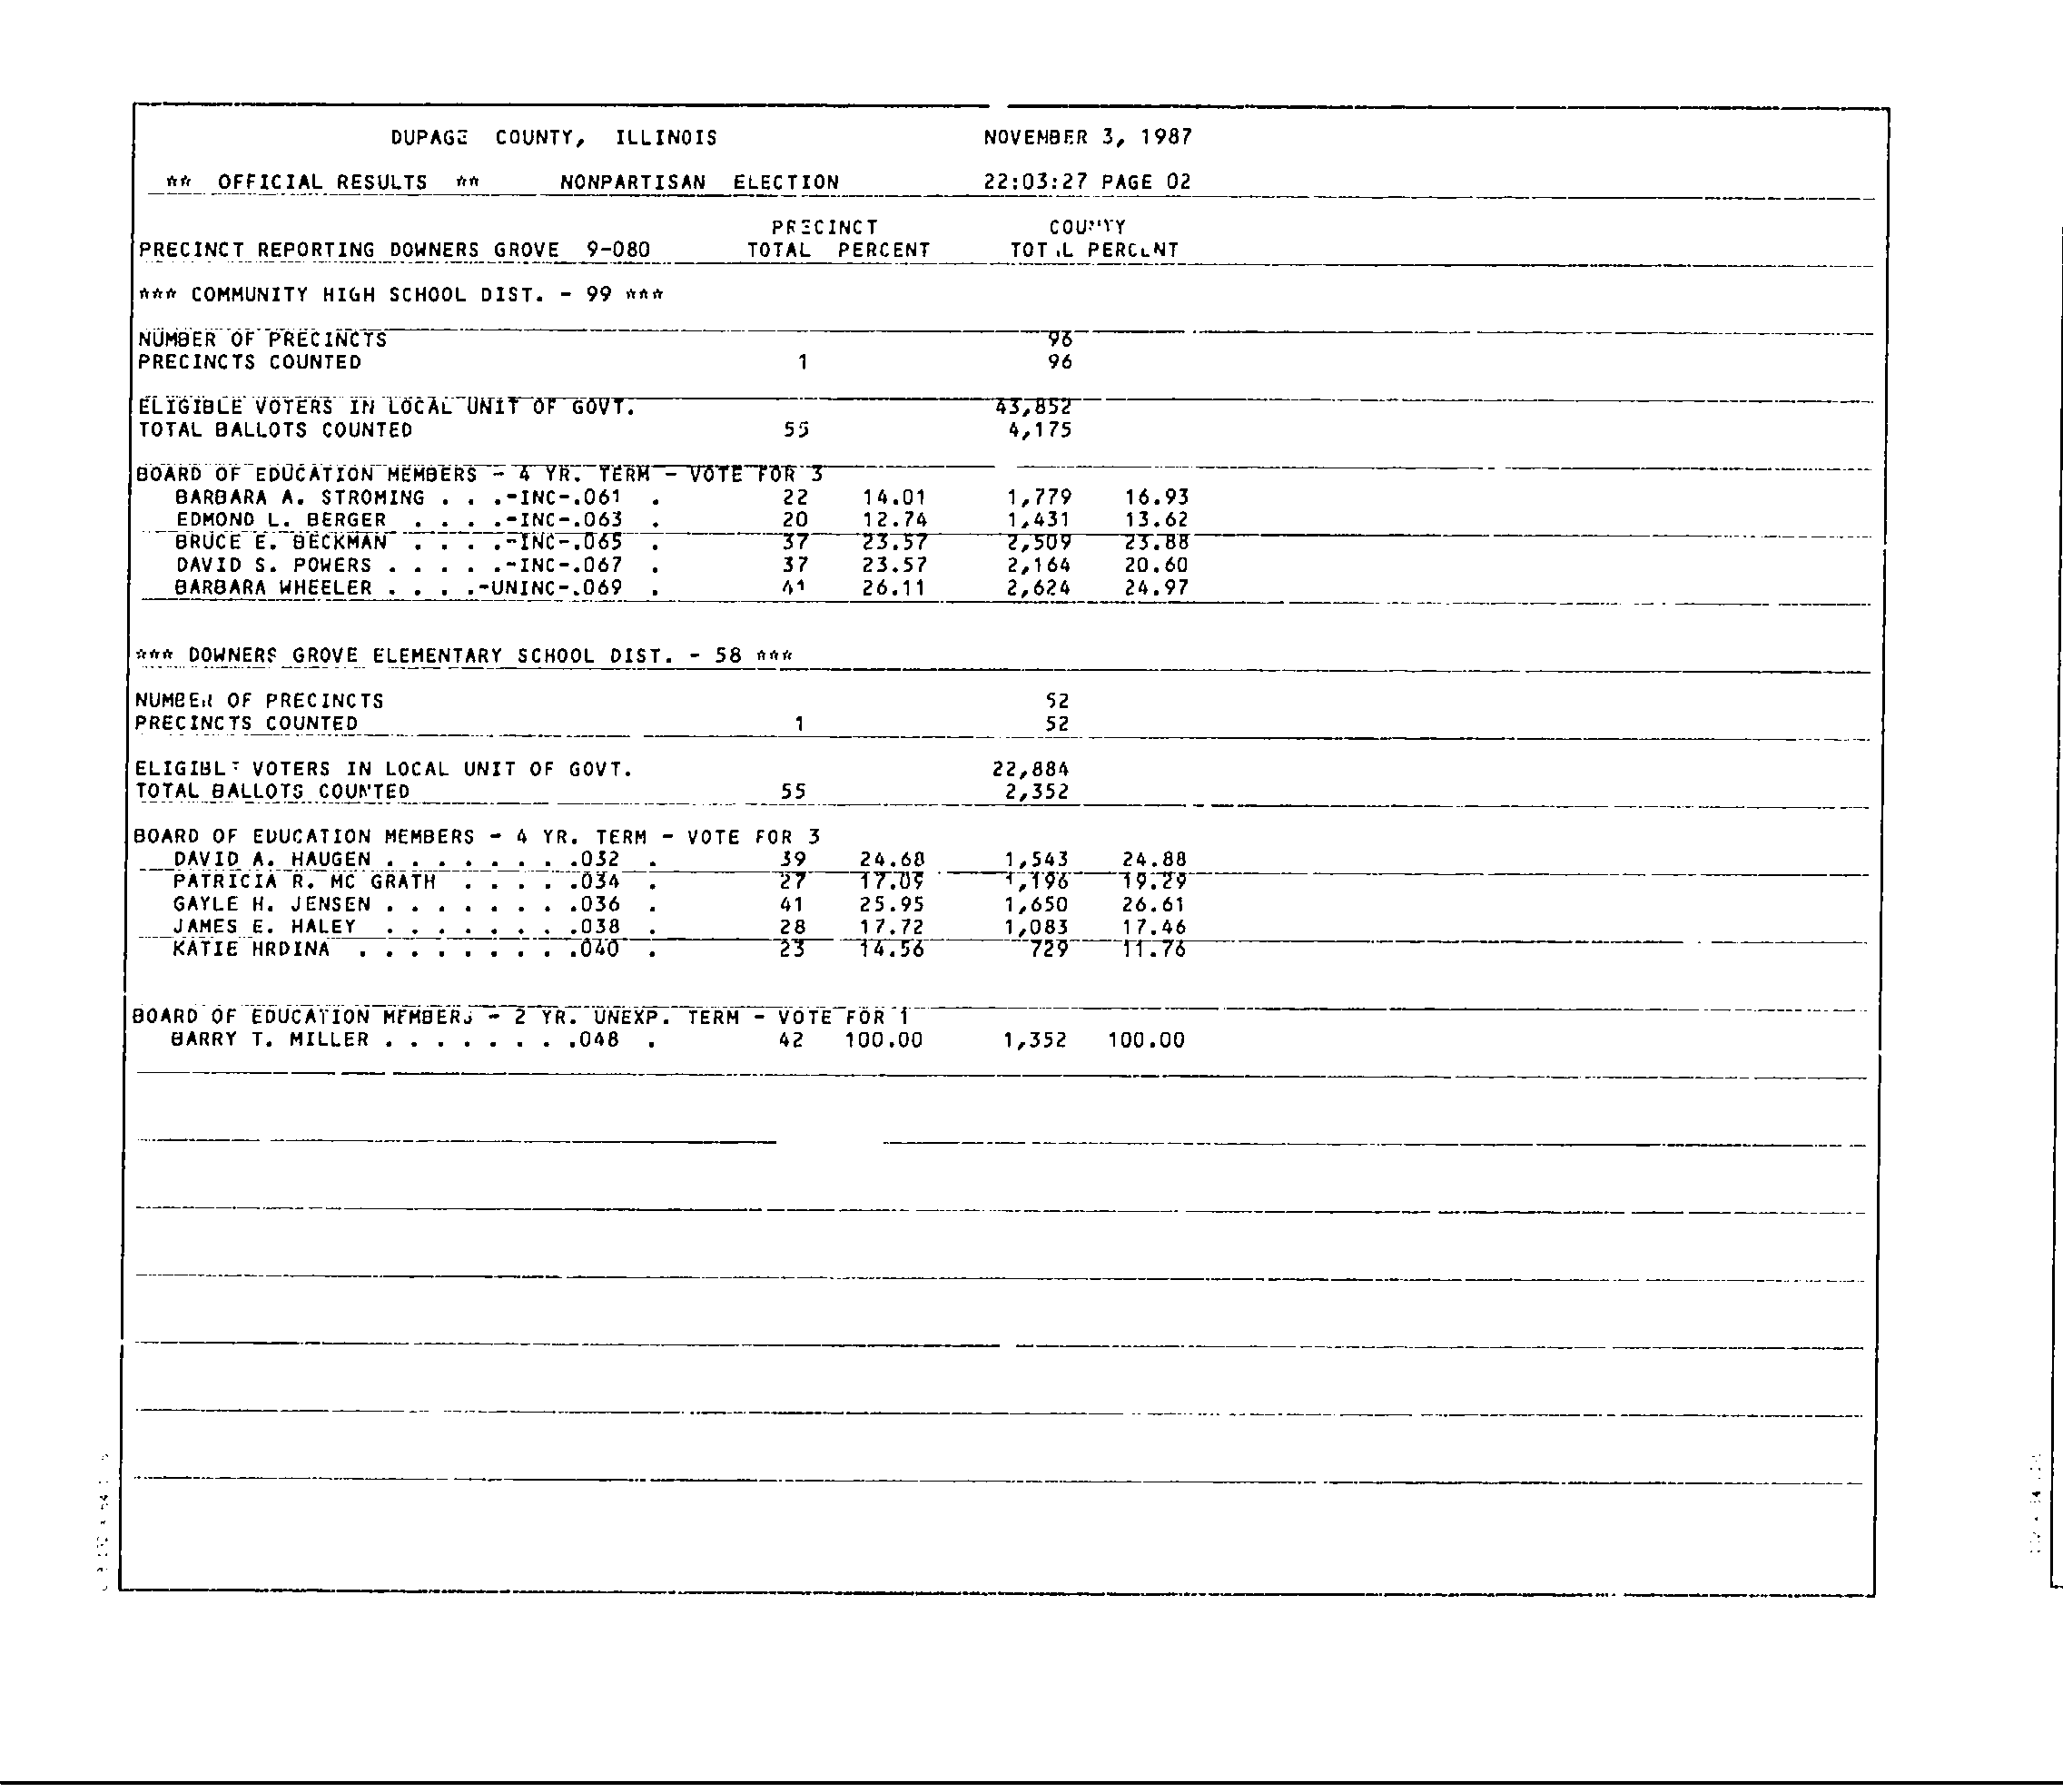 DUPAGE COUNTY, ILLINOIS NOVEMBER 3, 1987
** OFFICIAL RESULTS ** NONPARTISAN ELECTION 22:03:27 PAGE 02
PRECINCT COUNTY
PRECINCT REPORTING DOWNERS GROVE 9-080 TOTAL PERCENT TOTAL PERCENT
*** COMMUNITY HIGH SCHOOL DIST. - 99 ***
NUMBER OF PRECINCTS 96
PRECINCTS COUNTED 1 96
ELIGIBLE VOTERS IN LOCAL UNIT OF GOVT. 43,852
TOTAL BALLOTS COUNTED 55 4,175
BOARD OF EDUCATION MEMBERS - 4 YR. TERM - VOTE FOR 3
BARBARA A. STROMING . . .-INC-.061 . 22 14.01 1,779 16.93
EDMOND L. BERGER . . . .-INC-.063 . 20 12.74 1,431 13.62
BRUCE E. BECKMAN . . . .-INC-.065 . 37 23.57 2,509 23.88
DAVID S. POWERS . . . . .-INC-.067 . 37 23.57 2,164 20.60
BARBARA WHEELER . . . .-UNINC-.069 . 41 26.11 2,624 24.97
*** DOWNERS GROVE ELEMENTARY SCHOOL DIST. - 58 ***
NUMBER OF PRECINCTS 52
PRECINCTS COUNTED 1 52
ELIGIBLE VOTERS IN LOCAL UNIT OF GOVT. 22,884
TOTAL BALLOTS COUNTED 55 2,352
BOARD OF EDUCATION MEMBERS - 4 YR. TERM - VOTE FOR 3
DAVID A. HAUGEN . . . . . . . .032 . 39 24.68 1,543 24.88
PATRICIA R. MC GRATH . . . . .034 . 27 17.09 1,196 19.29
GAYLE H. JENSEN . . . . . . . .036 . 41 25.95 1,650 26.61
JAMES E. HALEY . . . . . . . .038 . 28 17.72 1,083 17.46
KATIE HRDINA . . . . . . . . .040 . 23 14.56 729 11.76
BOARD OF EDUCATION MEMBERS - 2 YR. UNEXP. TERM - VOTE FOR 1
BARRY T. MILLER . . . . . . . .048 . 42 100.00 1,352 100.00